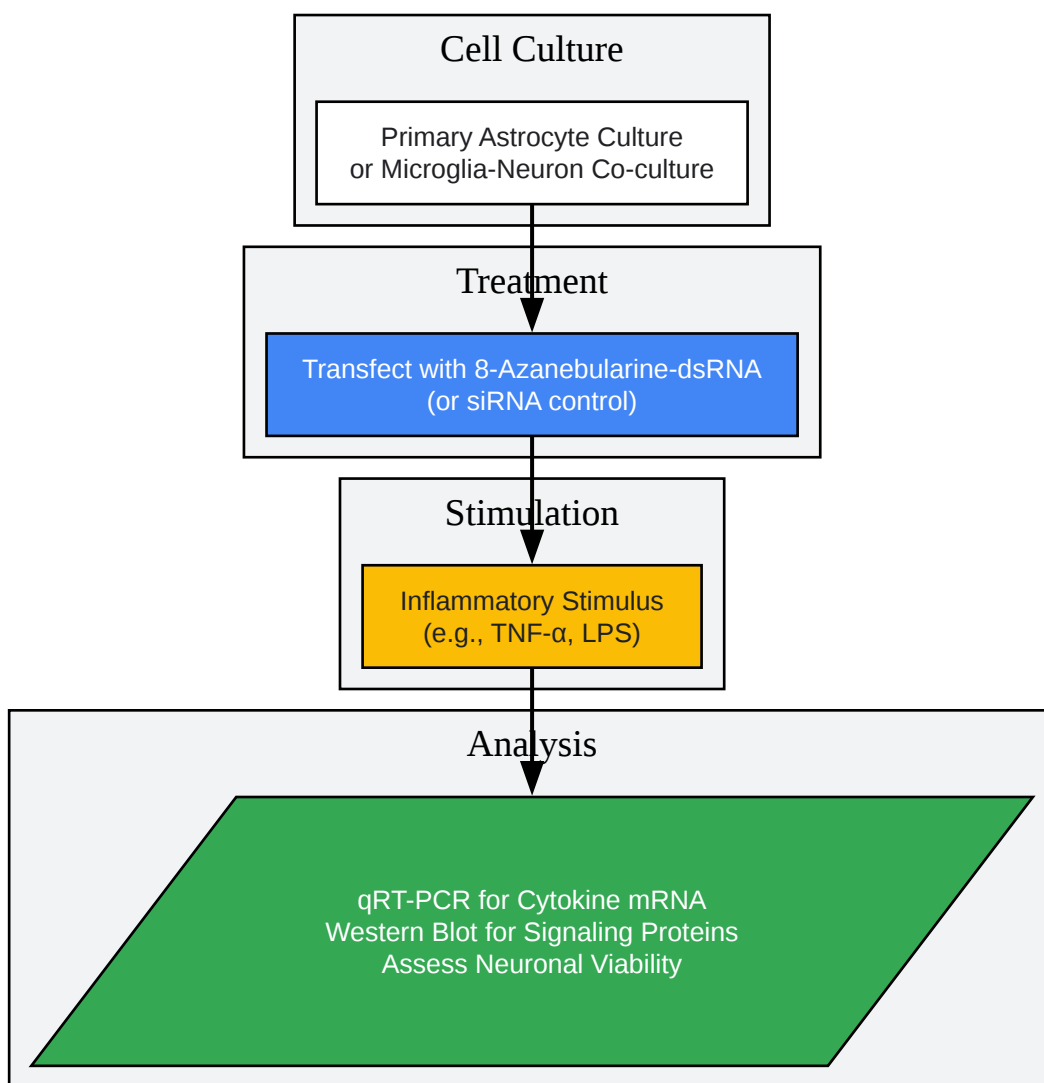 Cell Culture
Primary Astrocyte Culture
or Microglia-Neuron Co-culture
Treatment
Transfect with 8-Azanebularine-dsRNA
(or siRNA control)
Stimulation
Inflammatory Stimulus
(e.g., TNF-α, LPS)
Analysis
qRT-PCR for Cytokine mRNA
Western Blot for Signaling Proteins
Assess Neuronal Viability